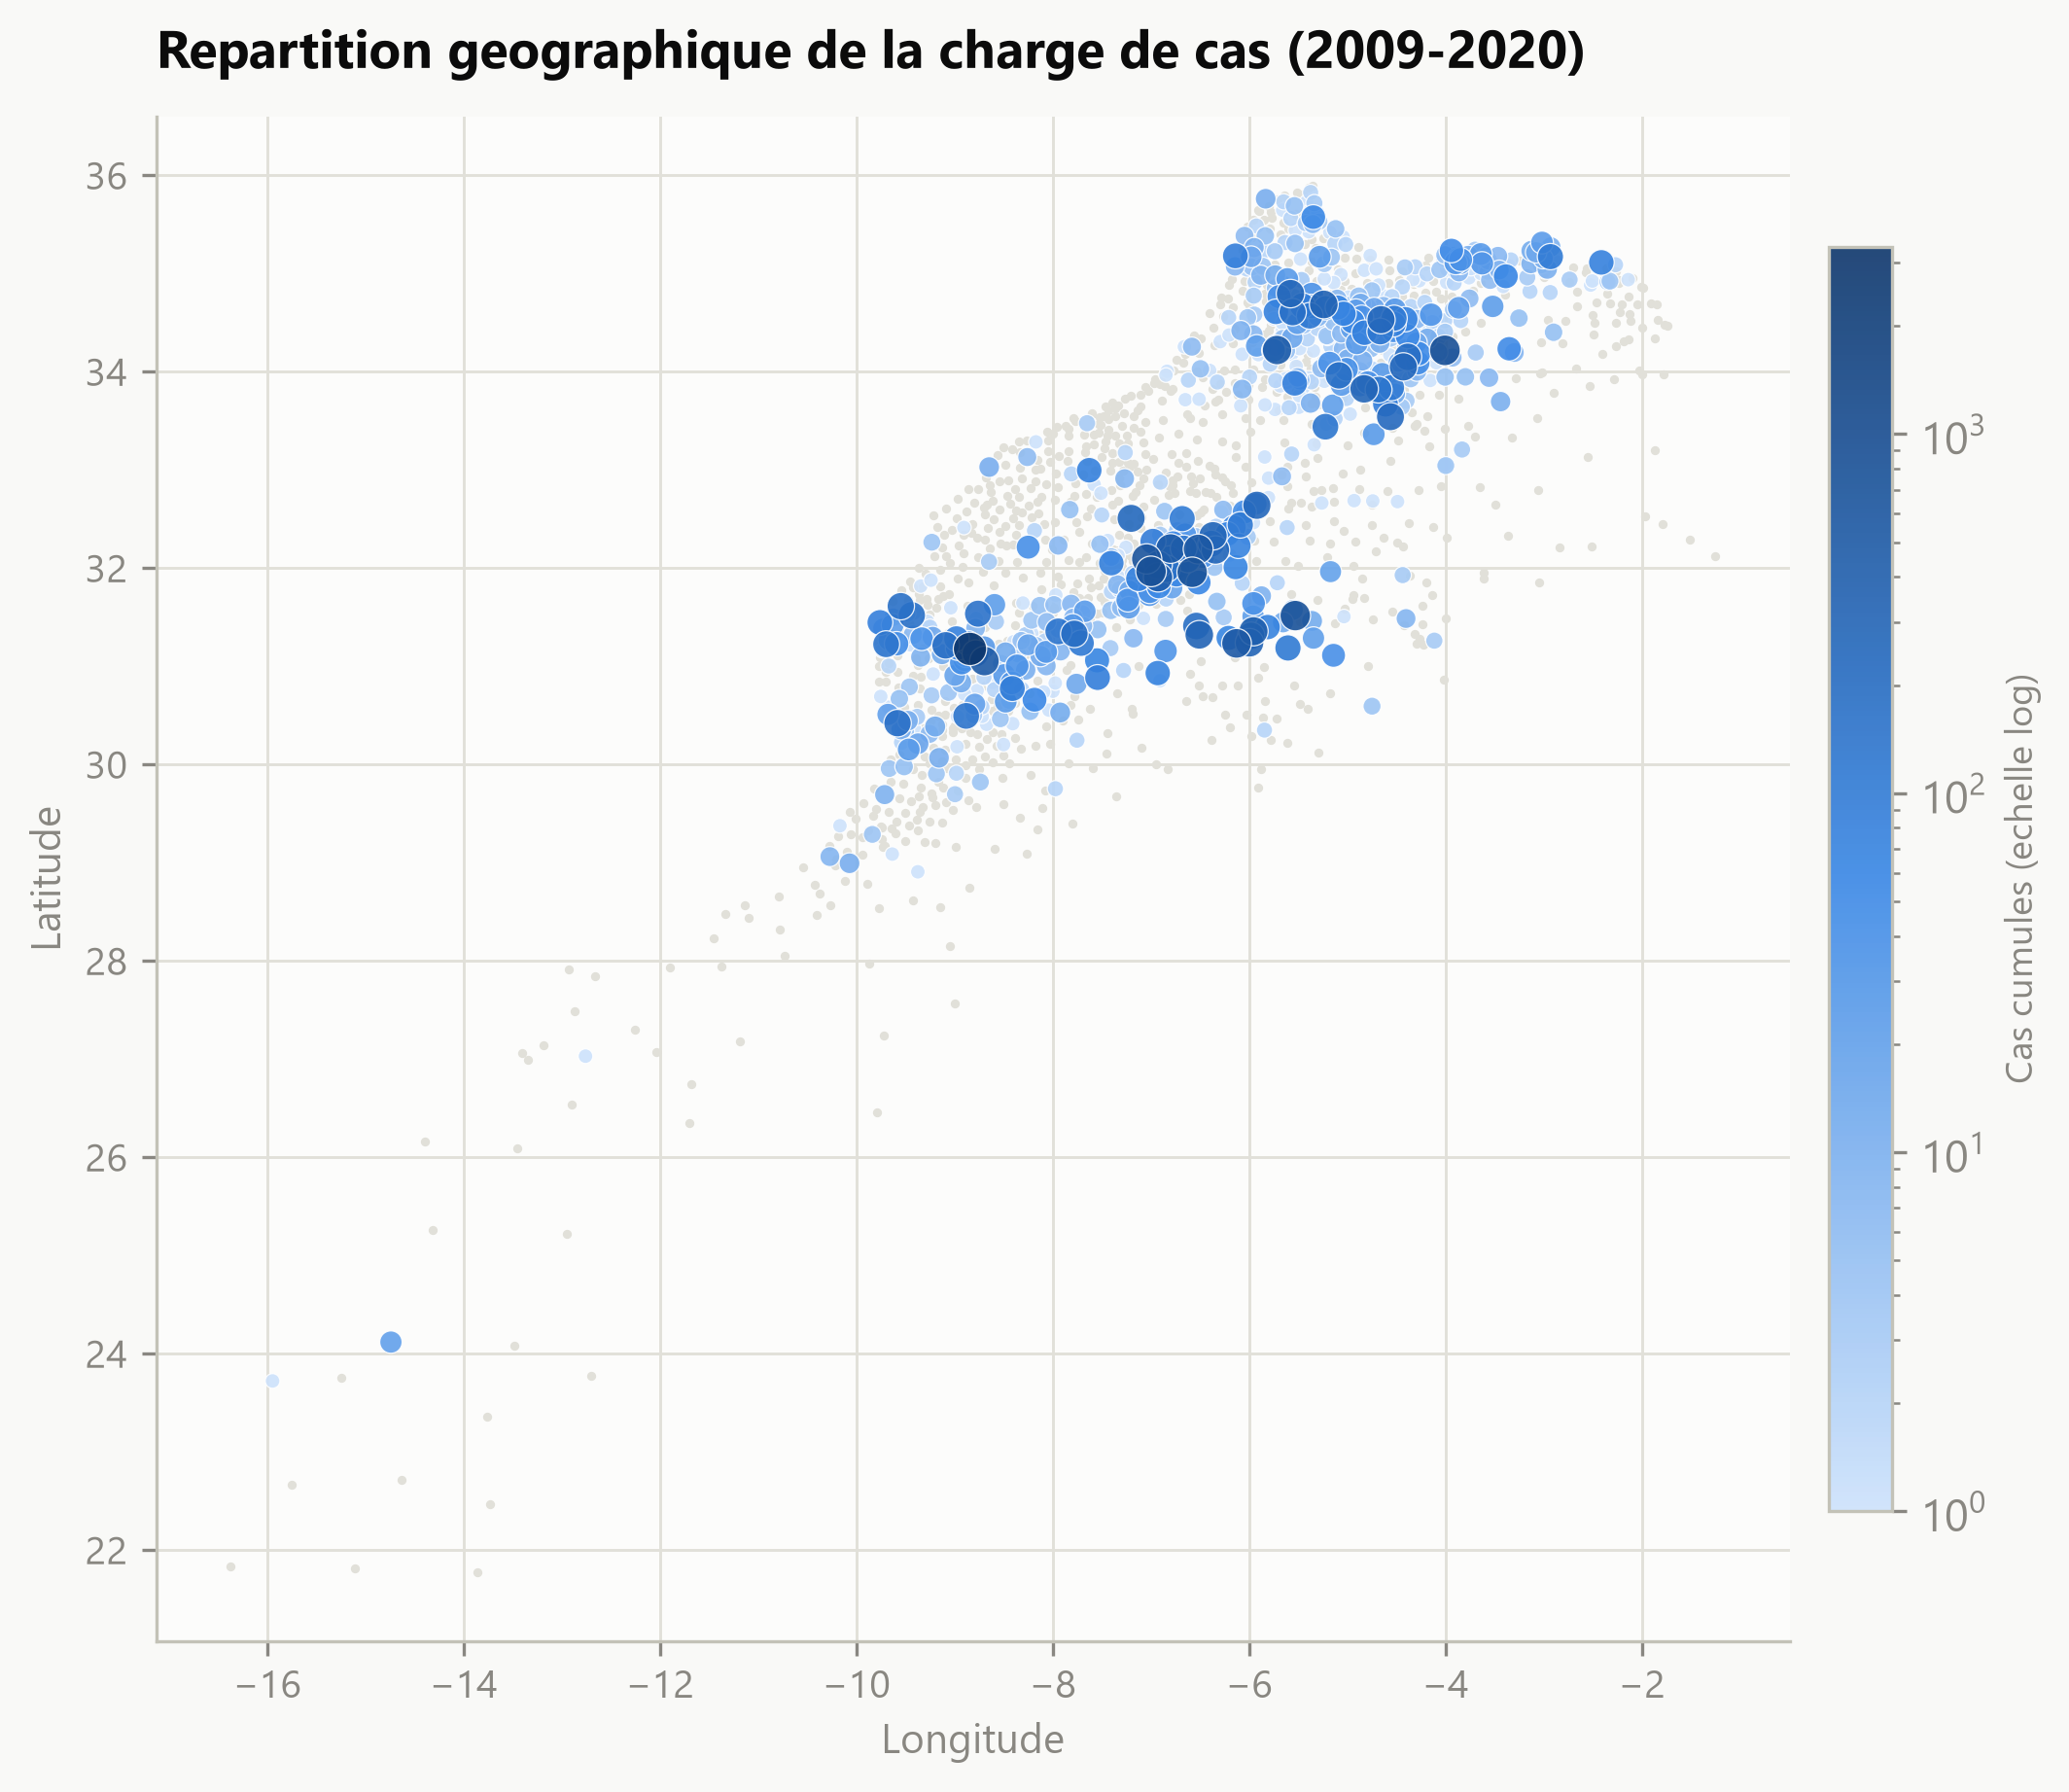 Repartition geographique de la charge de cas (2009-2020)
36
34
32
30
28
26
24
22
Latitude
−16 −14 −12 −10 −8 −6 −4 −2
Longitude
10³
10²
10¹
10⁰
Cas cumules (echelle log)